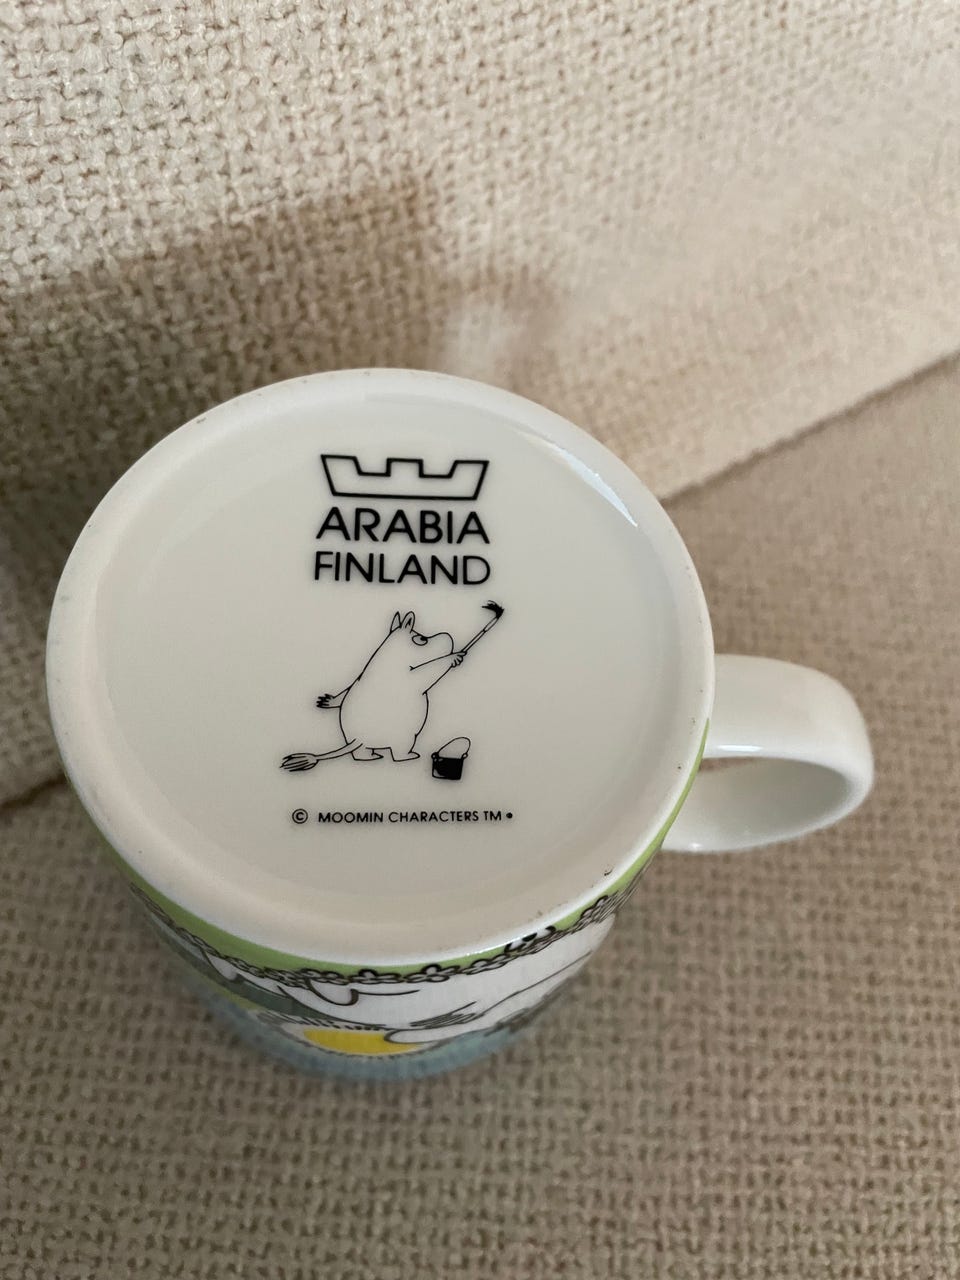 ARABIA
FINLAND
© MOOMIN CHARACTERS TM •